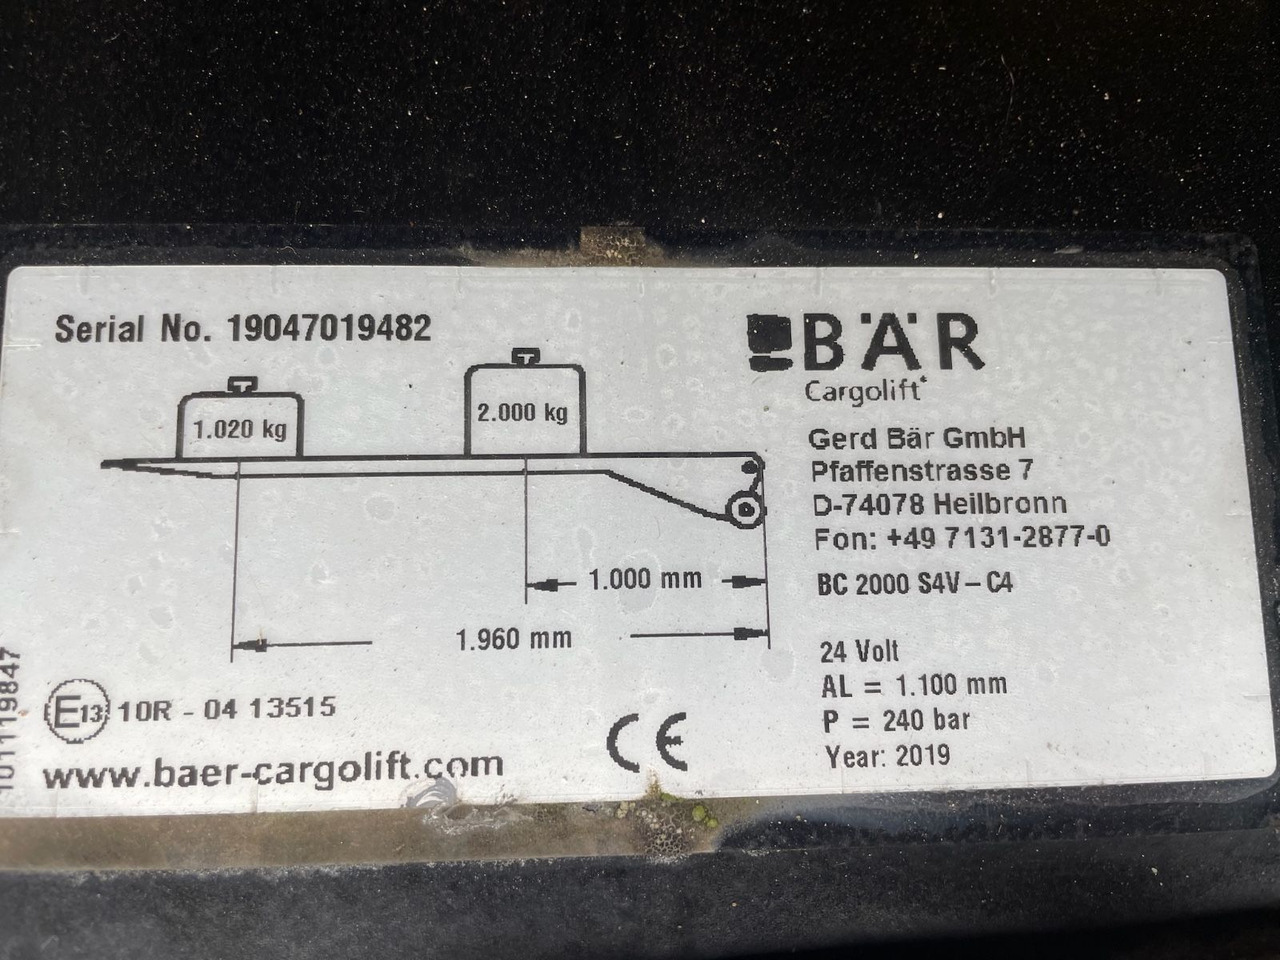 Serial No. 19047019482
BÄR
Cargolift
1.020 kg
2.000 kg
Gerd Bär GmbH
Pfaffenstrasse 7
D-74078 Heilbronn
Fon: +49 7131-2877-0
BC 2000 S4V – C4
1.000 mm
1.960 mm
24 Volt
AL = 1.100 mm
P = 240 bar
Year: 2019
101119847
E13 10R - 04 13515
CE
www.baer-cargolift.com